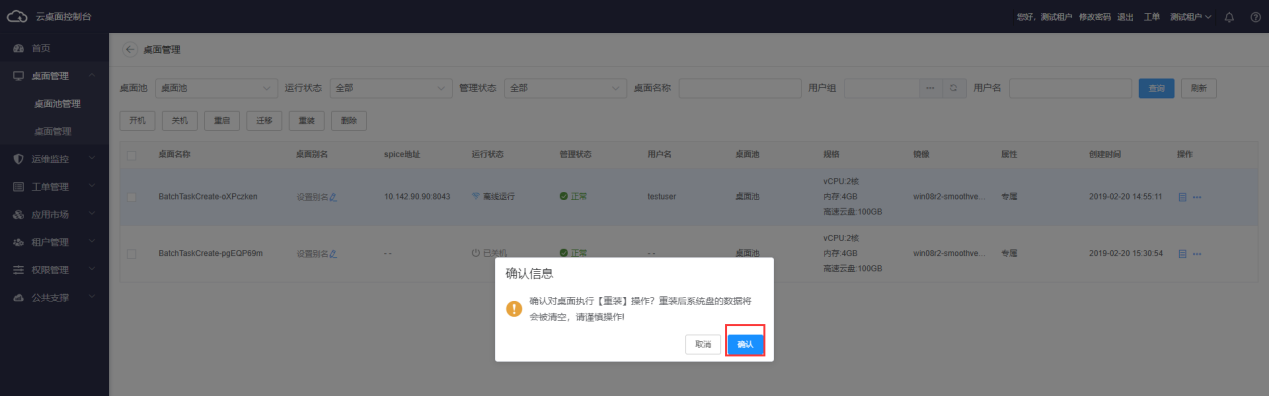 云桌面控制台
您好, 测试租户 修改密码 退出 工单 测试租户
首页
桌面管理
桌面池管理
桌面管理
运维监控
工单管理
应用市场
租户管理
权限管理
公共支撑
桌面管理
桌面池 桌面池 运行状态 全部 管理状态 全部 桌面名称 用户组 ... 用户名 查询 刷新
开机 关机 重启 迁移 重装 删除
桌面名称 桌面别名 spice地址 运行状态 管理状态 用户名 桌面池 规格 镜像 属性 创建时间 操作
BatchTaskCreate-oXPczken 设置别名 10.142.90.90:8043 离线运行 正常 testuser 桌面池 vCPU:2核 win08r2-smoothve... 专属 2019-02-20 14:55:11
内存:4GB
高速云盘:100GB
BatchTaskCreate-pgEQP69m 设置别名 -- 已关机 正常 -- 桌面池 vCPU:2核 win08r2-smoothve... 专属 2019-02-20 15:30:54
内存:4GB
高速云盘:100GB
确认信息
确认对桌面执行【重装】操作？重装后系统盘的数据将
会被清空，请谨慎操作!
取消 确认